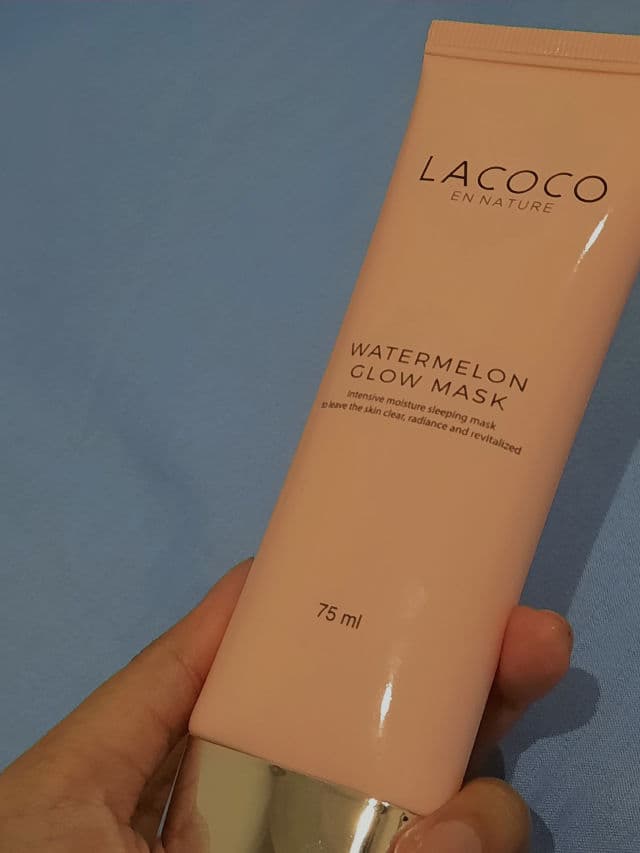 LACOCO
EN NATURE
WATERMELON
GLOW MASK
Intensive moisture sleeping mask
to leave the skin clear, radiance and revitalized
75 ml